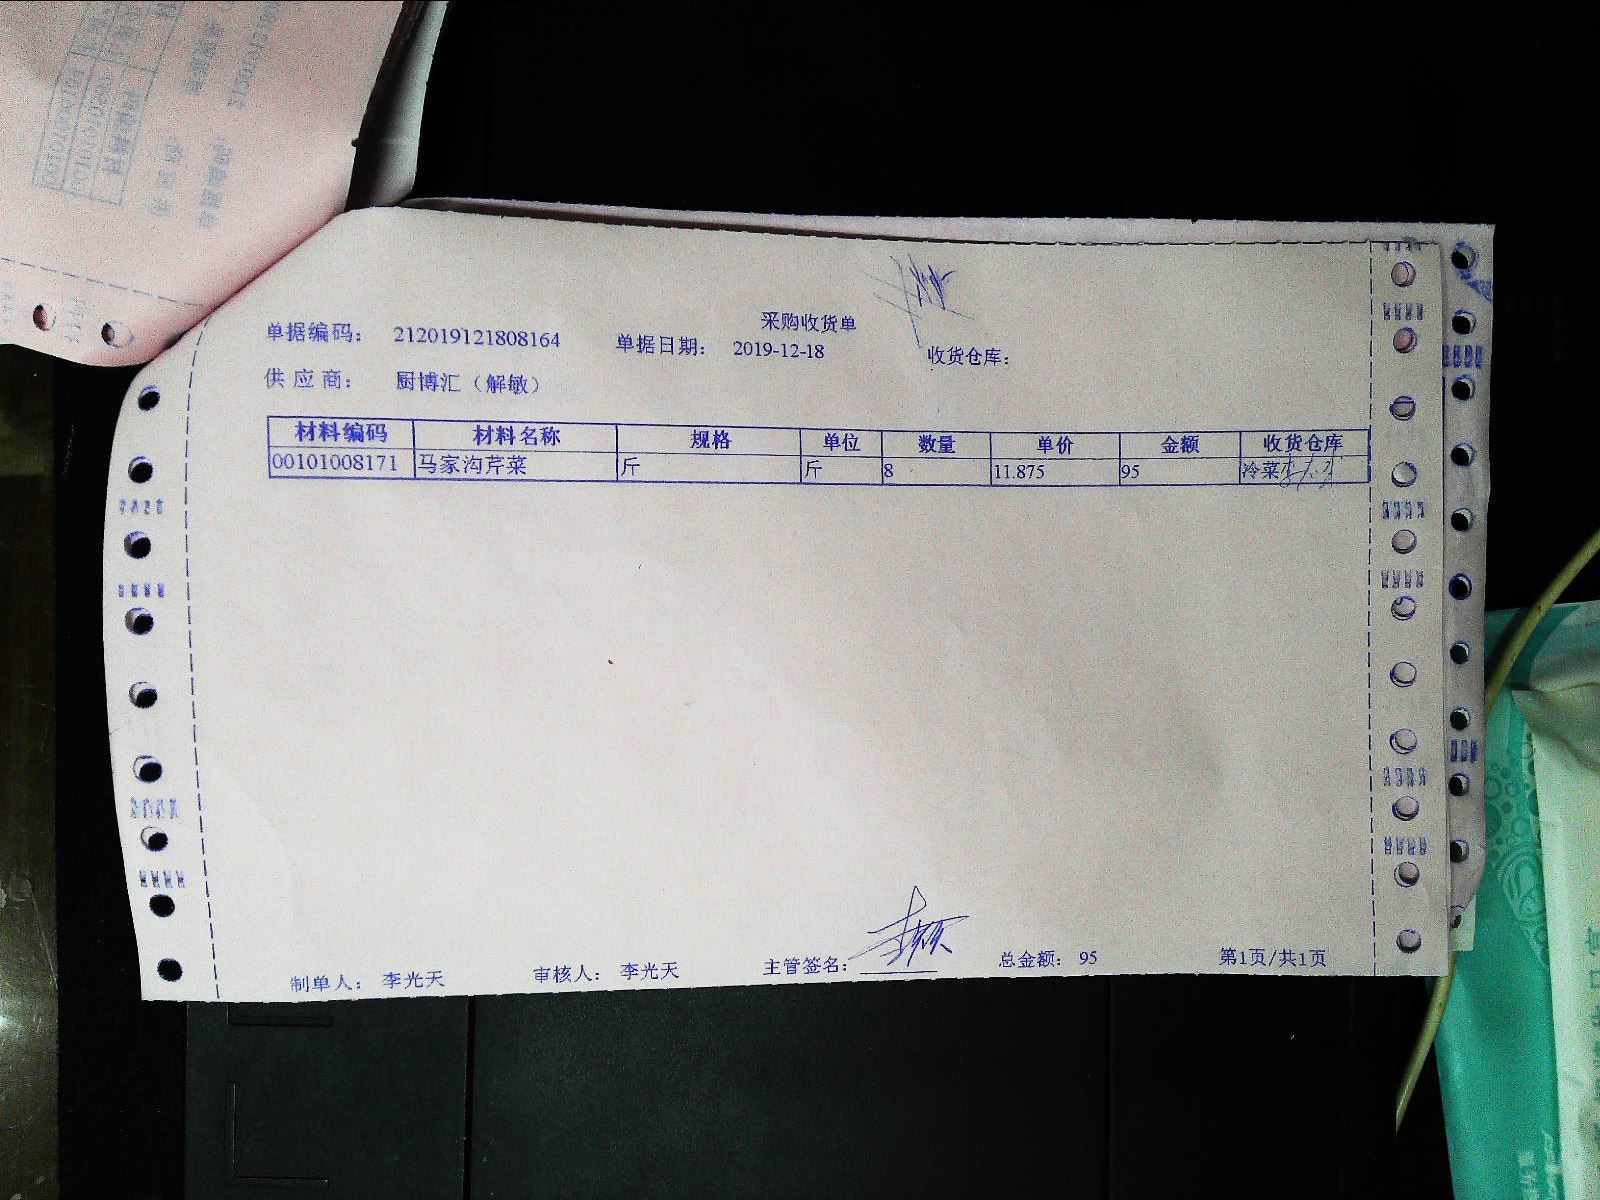 采购收货单
单据编码： 212019121808164 单据日期： 2019-12-18 收货仓库：
供 应 商： 厨博汇（解敏）
材料编码 材料名称 规格 单位 数量 单价 金额 收货仓库
00101008171 马家沟芹菜 斤 斤 8 11.875 95 冷菜
制单人： 李光天 审核人： 李光天 主管签名： 总金额： 95 第1页/共1页